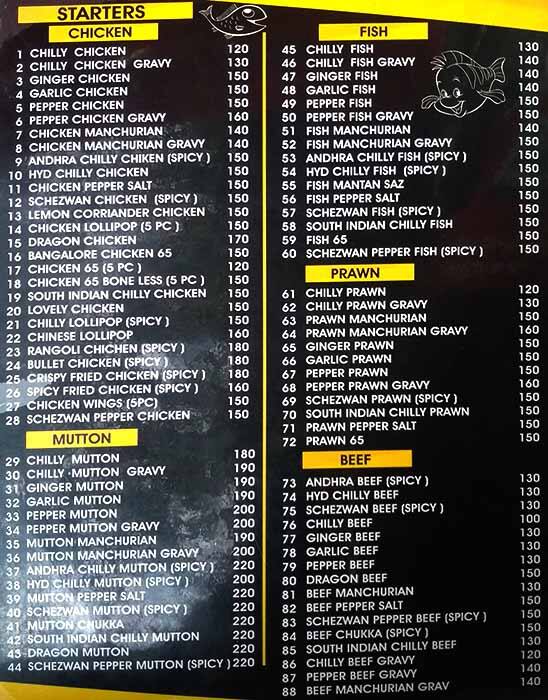 STARTERS
CHICKEN
1 CHILLY CHICKEN 120
2 CHILLY CHICKEN GRAVY 130
3 GINGER CHICKEN 150
4 GARLIC CHICKEN 150
5 PEPPER CHICKEN 150
6 PEPPER CHICKEN GRAVY 160
7 CHICKEN MANCHURIAN 140
8 CHICKEN MANCHURIAN GRAVY 140
9 ANDHRA CHILLY CHIKEN (SPICY ) 150
10 HYD CHILLY CHICKEN 150
11 CHICKEN PEPPER SALT 150
12 SCHEZWAN CHICKEN (SPICY ) 150
13 LEMON CORRIANDER CHICKEN 150
14 CHICKEN LOLLIPOP (5 PC ) 150
15 DRAGON CHICKEN 170
16 BANGALORE CHICKEN 65 150
17 CHICKEN 65 (5 PC ) 120
18 CHICKEN 65 BONE LESS (5 PC ) 150
19 SOUTH INDIAN CHILLY CHICKEN 150
20 LOVELY CHICKEN 150
21 CHILLY LOLLIPOP (SPICY ) 150
22 CHINESE LOLLIPOP 160
23 RANGOLI CHICHEN (SPICY ) 180
24 BULLET CHICKEN (SPICY ) 180
25 CRISPY FRIED CHICKEN (SPICY ) 180
26 SPICY FRIED CHICKEN (SPICY ) 160
27 CHICKEN WINGS (5PC) 150
28 SCHEZWAN PEPPER CHICKEN 150
MUTTON
29 CHILLY MUTTON 180
30 CHILLY MUTTON GRAVY 190
31 GINGER MUTTON 190
32 GARLIC MUTTON 200
33 PEPPER MUTTON 200
34 PEPPER MUTTON GRAVY 200
35 MUTTON MANCHURIAN 190
36 MUTTON MANCHURIAN GRAVY 200
37 ANDHRA CHILLY MUTTON (SPICY ) 220
38 HYD CHILLY MUTTON (SPICY ) 200
39 MUTTON PEPPER SALT 220
40 SCHEZWAN MUTTON (SPICY ) 220
41 MUTTON CHUKKA 220
42 SOUTH INDIAN CHILLY MUTTON 220
43 DRAGON MUTTON 220
44 SCHEZWAN PEPPER MUTTON (SPICY ) 220
FISH
45 CHILLY FISH 130
46 CHILLY FISH GRAVY 140
47 GINGER FISH 140
48 GARLIC FISH 140
49 PEPPER FISH 150
50 PEPPER FISH GRAVY 150
51 FISH MANCHURIAN 140
52 FISH MANCHURIAN GRAVY 150
53 ANDHRA CHILLY FISH (SPICY ) 150
54 HYD CHILLY FISH (SPICY ) 150
55 FISH MANTAN SAZ 150
56 FISH PEPPER SALT 150
57 SCHEZWAN FISH (SPICY ) 150
58 SOUTH INDIAN CHILLY FISH 150
59 FISH 65 150
60 SCHEZWAN PEPPER FISH (SPICY ) 150
PRAWN
61 CHILLY PRAWN 120
62 CHILLY PRAWN GRAVY 130
63 PRAWN MANCHURIAN 150
64 PRAWN MANCHURIAN GRAVY 160
65 GINGER PRAWN 150
66 GARLIC PRAWN 150
67 PEPPER PRAWN 150
68 PEPPER PRAWN GRAVY 160
69 SCHEZWAN PRAWN (SPICY ) 150
70 SOUTH INDIAN CHILLY PRAWN 150
71 PRAWN PEPPER SALT 150
72 PRAWN 65 150
BEEF
73 ANDHRA BEEF (SPICY ) 130
74 HYD CHILLY BEEF 130
75 SCHEZWAN BEEF (SPICY ) 130
76 CHILLY BEEF 100
77 GINGER BEEF 130
78 GARLIC BEEF 130
79 PEPPER BEEF 130
80 DRAGON BEEF 150
81 BEEF MANCHURIAN 130
82 BEEF PEPPER SALT 150
83 SCHEZWAN PEPPER BEEF (SPICY ) 150
84 BEEF CHUKKA (SPICY ) 150
85 SOUTH INDIAN CHILLY BEEF 130
86 CHILLY BEEF GRAVY 140
87 PEPPER BEEF GRAVY 140
88 BEEF MANCHURIAN GRAV 140